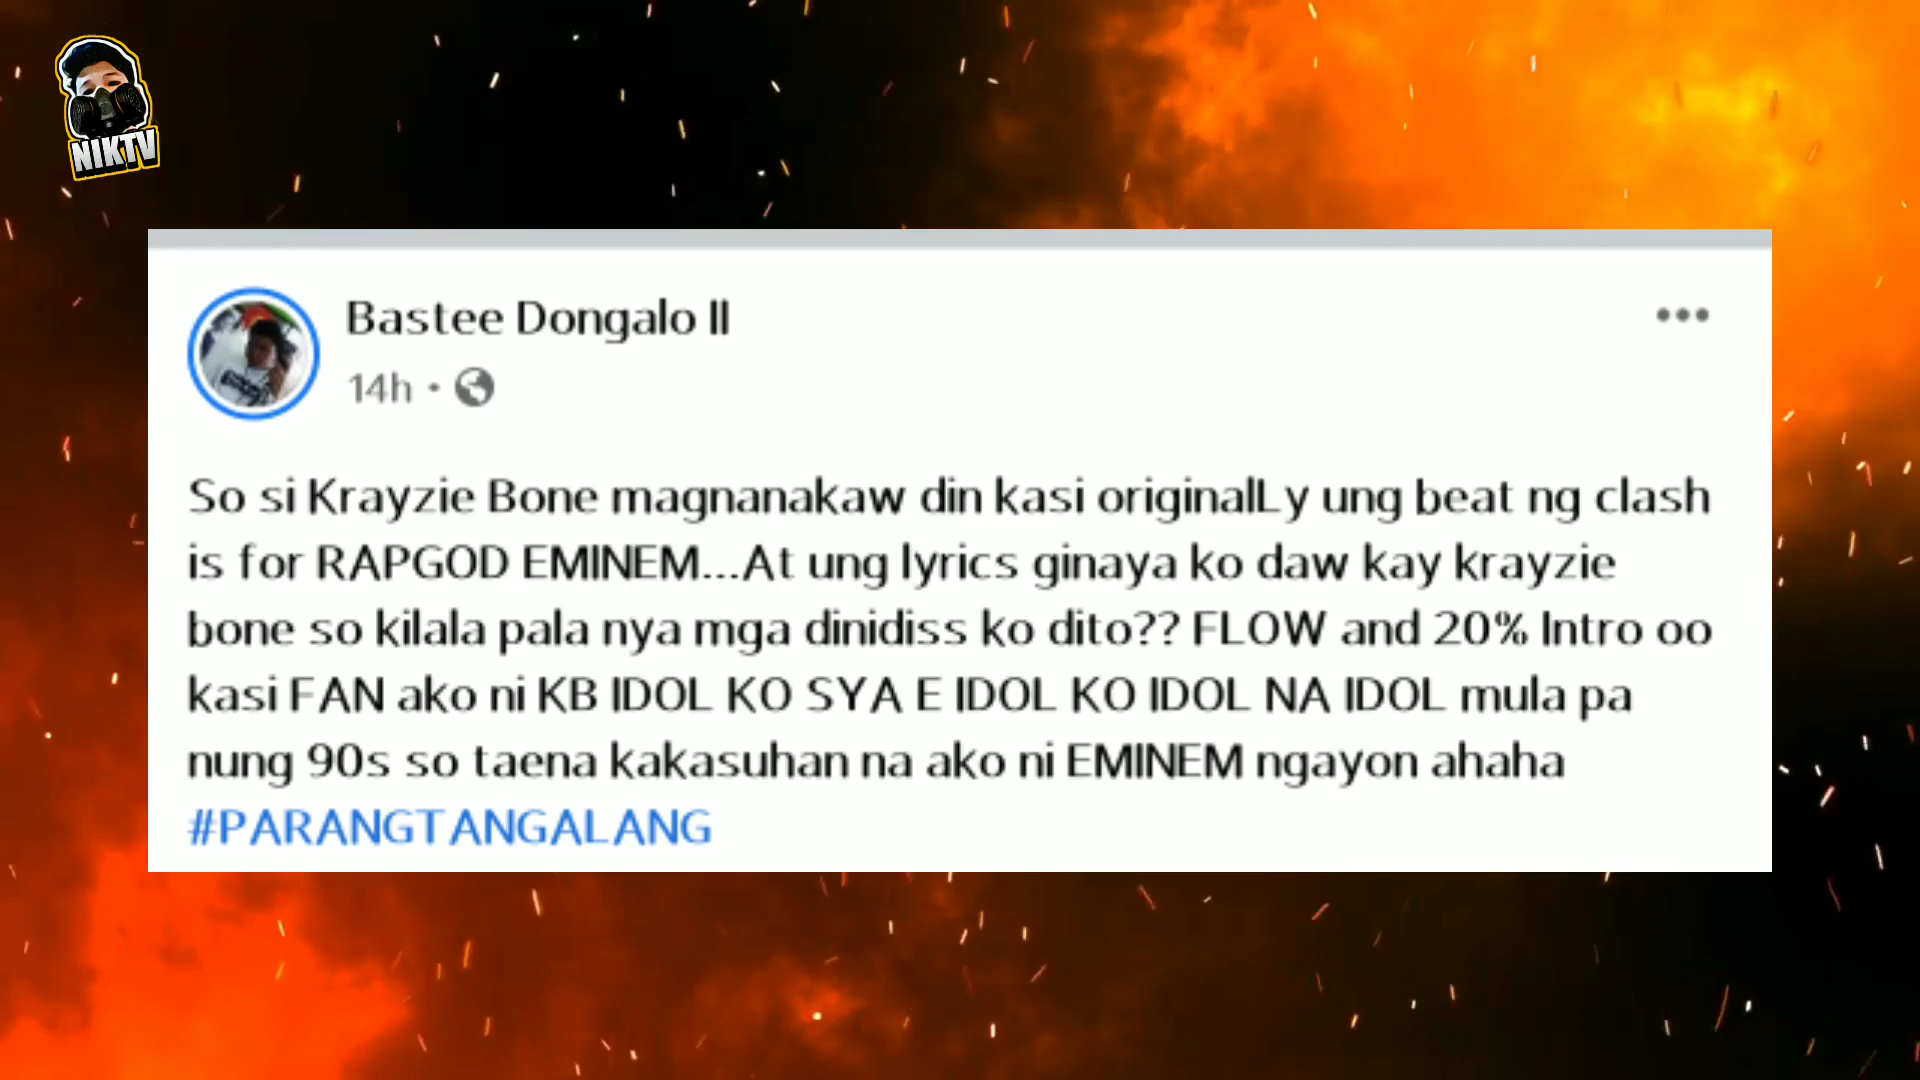 NIKTV
Bastee Dongalo II
14h •
So si Krayzie Bone magnanakaw din kasi originalLy ung beat ng clash
is for RAPGOD EMINEM...At ung lyrics ginaya ko daw kay krayzie
bone so kilala pala nya mga dinidiss ko dito?? FLOW and 20% Intro oo
kasi FAN ako ni KB IDOL KO SYA E IDOL KO IDOL NA IDOL mula pa
nung 90s so taena kakasuhan na ako ni EMINEM ngayon ahaha
#PARANGTANGALANG